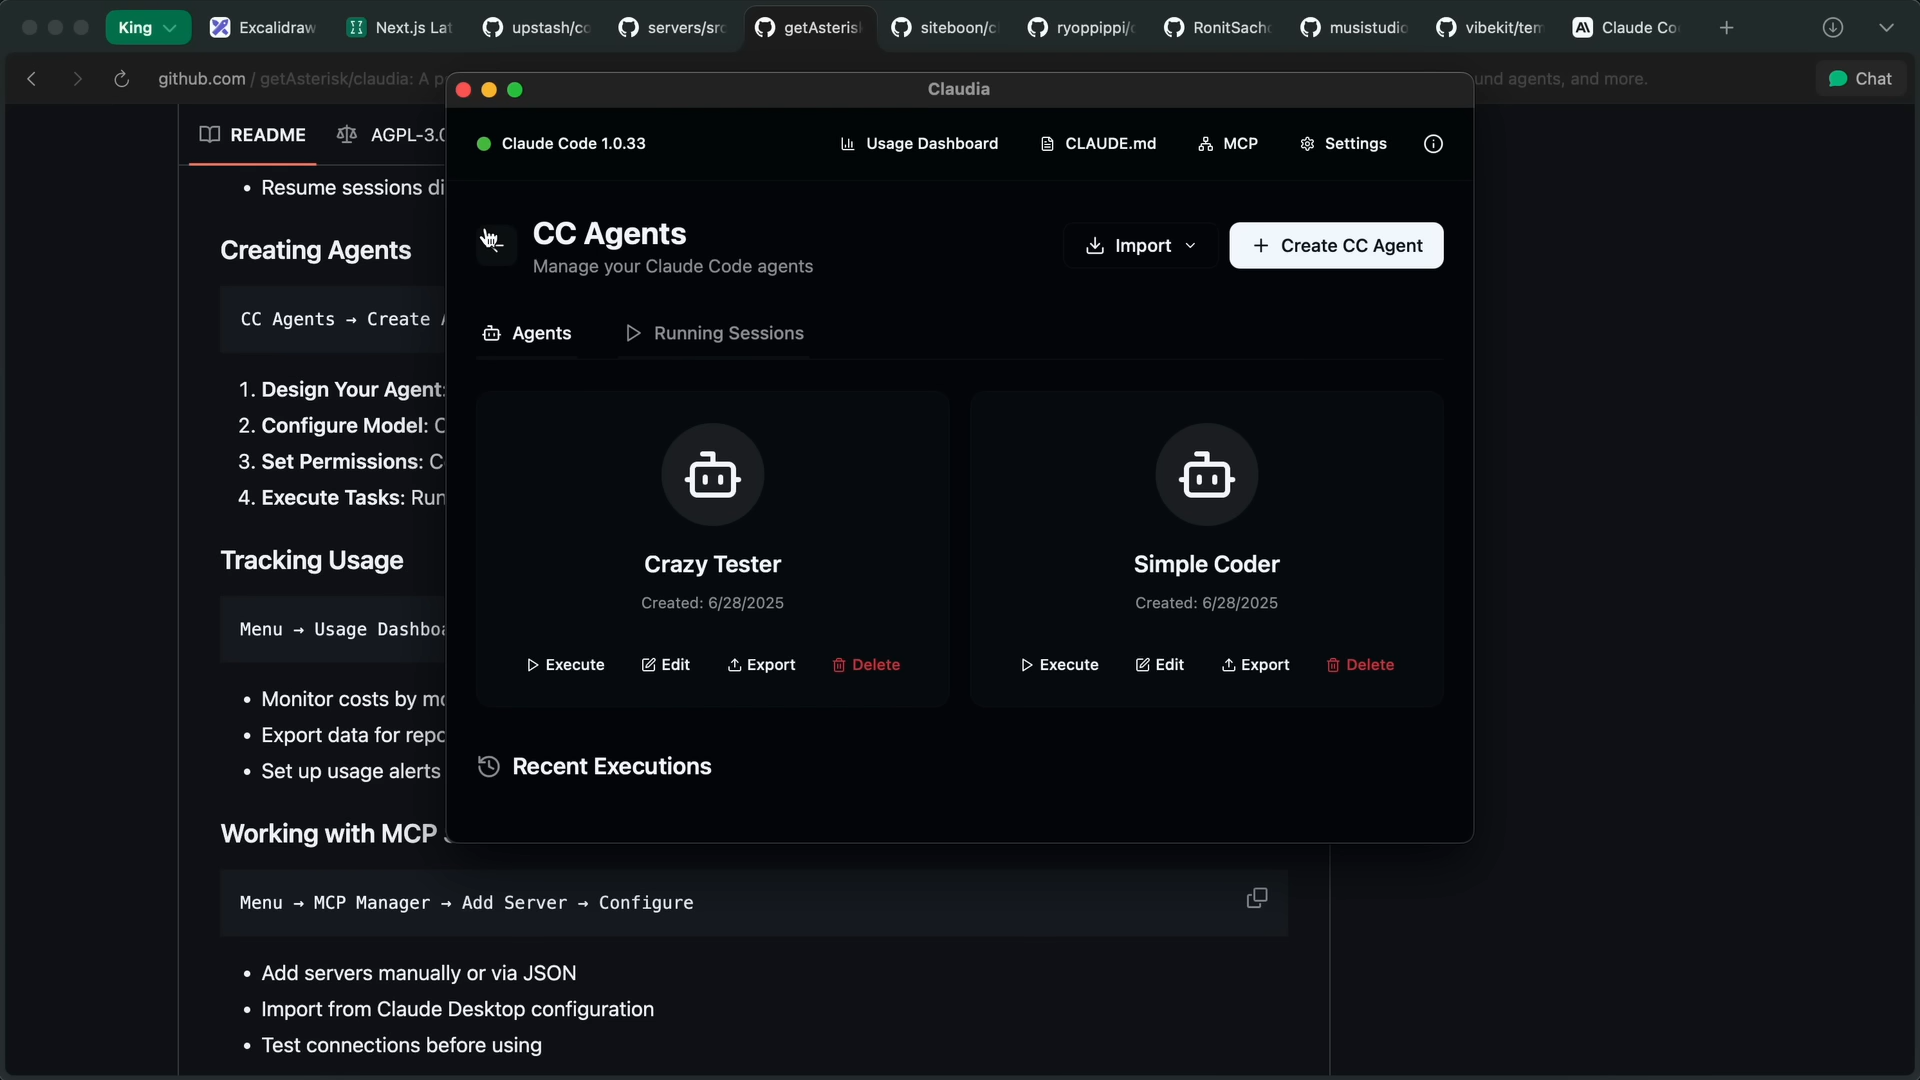 King
Excalidraw
Next.js Lat
upstash/co
servers/src
getAsterisk
siteboon/c
ryoppippi/
RonitSach
musistudio
vibekit/tem
Claude Co
github.com / getAsterisk/claudia: A p
und agents, and more.
Chat
Claudia
README
AGPL-3.0
Claude Code 1.0.33
Usage Dashboard
CLAUDE.md
MCP
Settings
• Resume sessions di
Creating Agents
CC Agents → Create A
1. Design Your Agent:
2. Configure Model: C
3. Set Permissions: C
4. Execute Tasks: Run
Tracking Usage
Menu → Usage Dashboa
• Monitor costs by mo
• Export data for repo
• Set up usage alerts
Working with MCP S
Menu → MCP Manager → Add Server → Configure
• Add servers manually or via JSON
• Import from Claude Desktop configuration
• Test connections before using
CC Agents
Manage your Claude Code agents
Import
+ Create CC Agent
Agents
Running Sessions
Crazy Tester
Created: 6/28/2025
Execute
Edit
Export
Delete
Simple Coder
Created: 6/28/2025
Execute
Edit
Export
Delete
Recent Executions